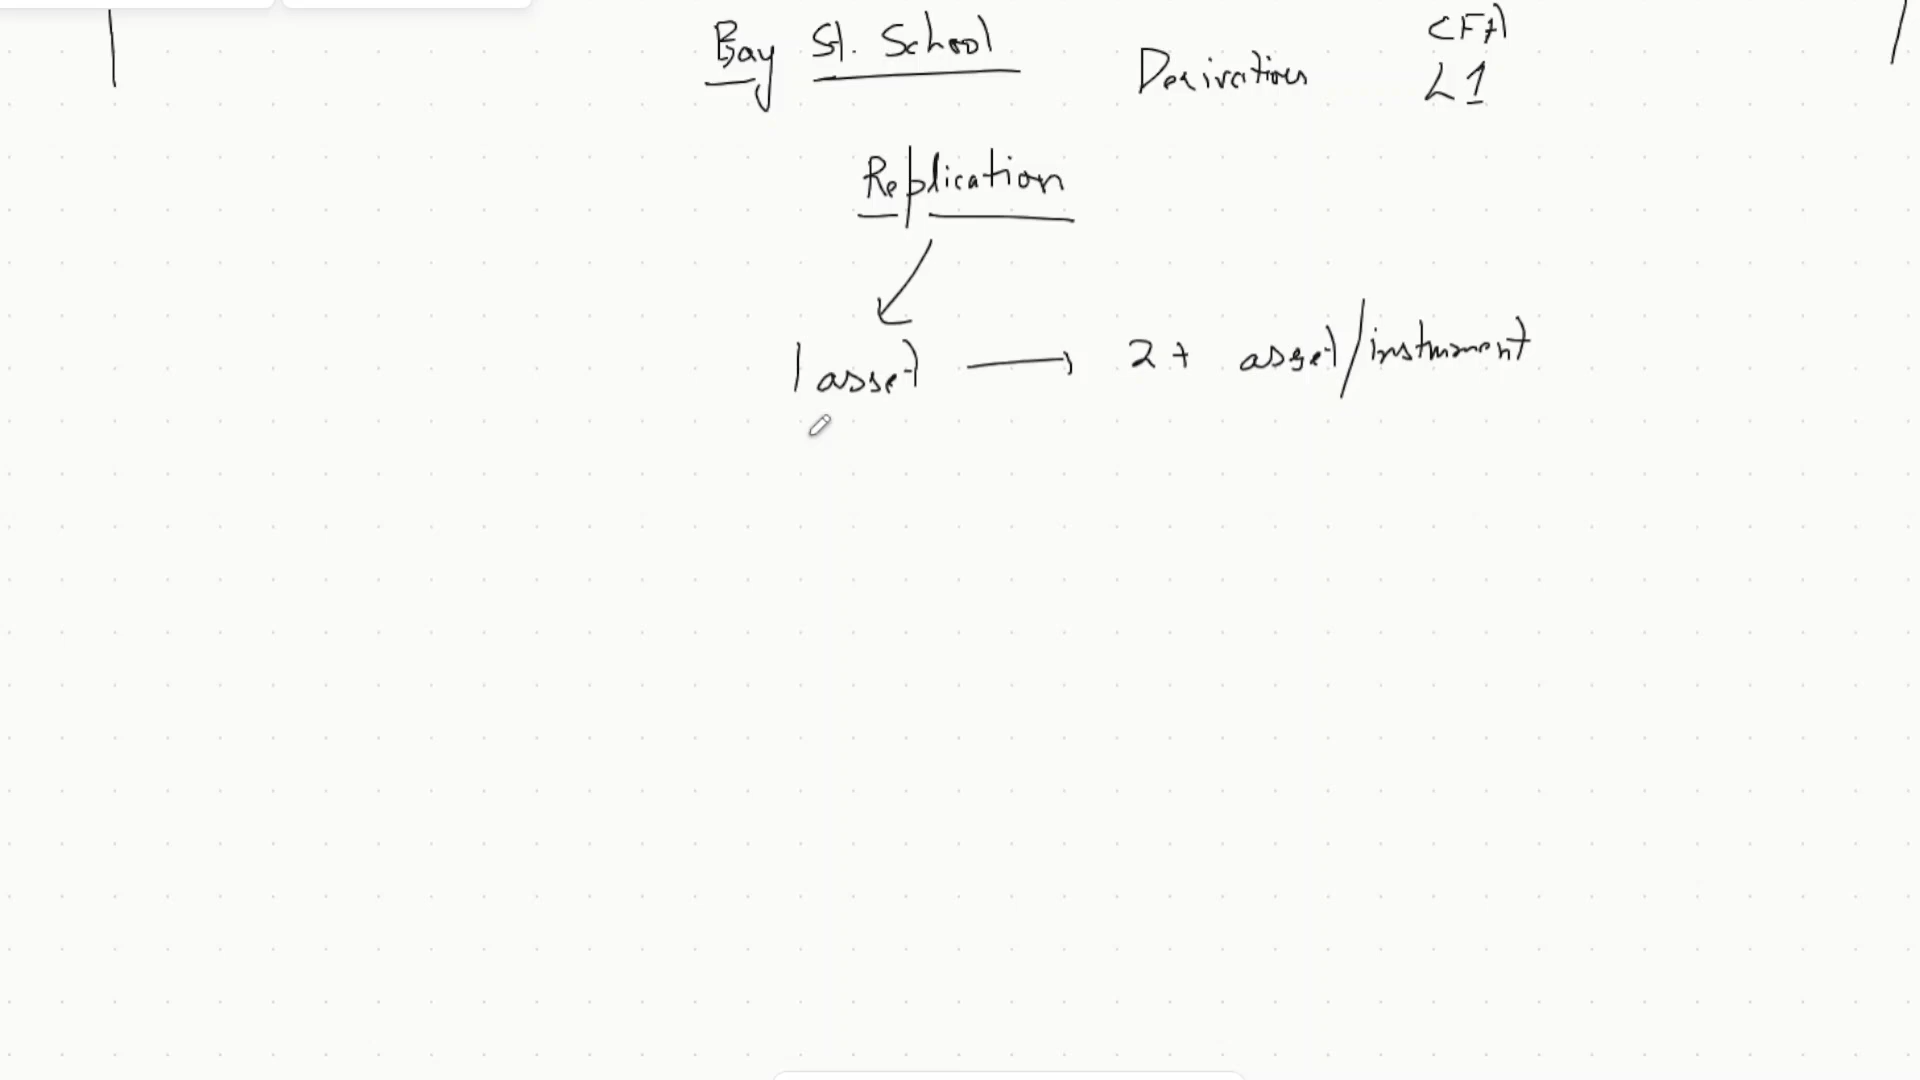 Bay St. School Derivatives CFA
L1
Replication
1 asset → 2+ asset/instrument